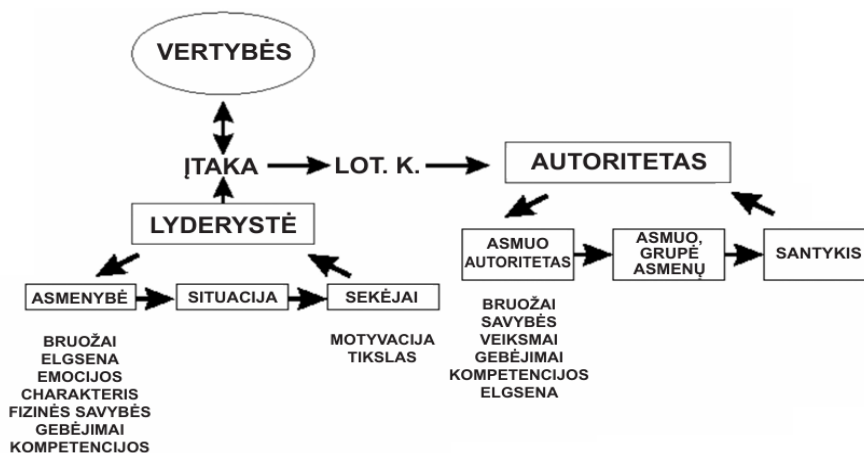 VERTYBĖS
ĮTAKA
LOT. K.
AUTORITETAS
LYDERYSTĖ
ASMUO
AUTORITETAS
ASMUO,
GRUPĖ
ASMENŲ
SANTYKIS
ASMENYBĖ
SITUACIJA
SEKĖJAI
BRUOŽAI
ELGSENA
EMOCIJOS
CHARAKTERIS
FIZINĖS SAVYBĖS
GEBĖJIMAI
KOMPETENCIJOS
MOTYVACIJA
TIKSLAS
BRUOŽAI
SAVYBĖS
VEIKSMAI
GEBĖJIMAI
KOMPETENCIJOS
ELGSENA